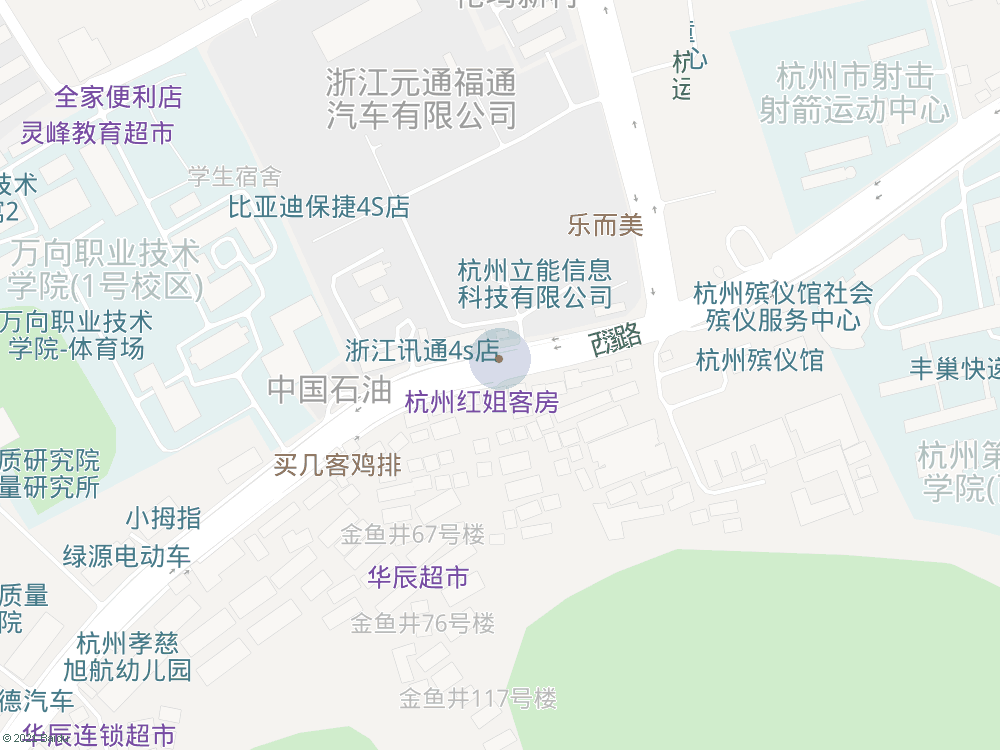 全家便利店
灵峰教育超市
浙江元通福通
汽车有限公司
杭州市射击
射箭运动中心
学生宿舍
技术
比亚迪保捷4S店
乐而美
万向职业技术
学院(1号校区)
杭州立能信息
科技有限公司
杭州殡仪馆社会
殡仪服务中心
万向职业技术
学院-体育场
西溪路
浙江讯通4s店
杭州殡仪馆
丰巢快递
中国石油
杭州红姐客房
买几客鸡排
质研究院
量研究所
杭州第
学院(
小拇指
金鱼井67号楼
绿源电动车
华辰超市
质量
院
金鱼井76号楼
杭州孝慈
旭航幼儿园
德汽车
金鱼井117号楼
华辰连锁超市